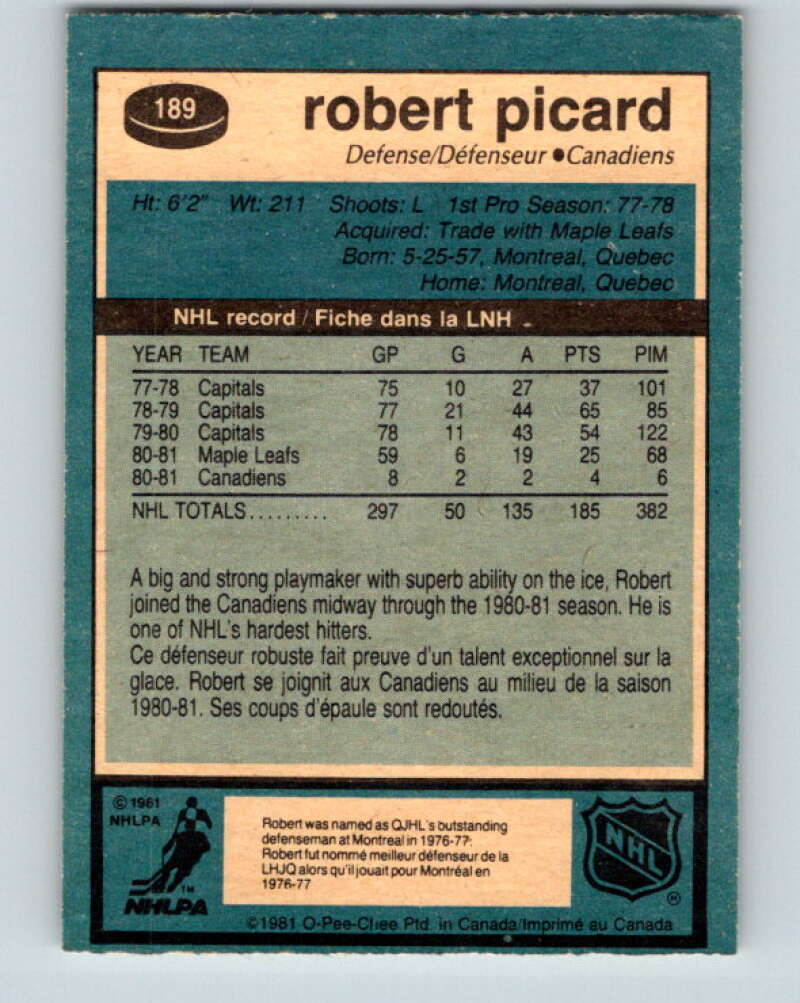 189
robert picard
Defense/Défenseur ●Canadiens
Ht: 6'2" Wt: 211 Shoots: L 1st Pro Season: 77-78
Acquired: Trade with Maple Leafs
Born: 5-25-57, Montreal, Quebec
Home: Montreal, Quebec
NHL record / Fiche dans la LNH
YEAR TEAM GP G A PTS PIM
77-78 Capitals 75 10 27 37 101
78-79 Capitals 77 21 44 65 85
79-80 Capitals 78 11 43 54 122
80-81 Maple Leafs 59 6 19 25 68
80-81 Canadiens 8 2 2 4 6
NHL TOTALS......... 297 50 135 185 382
A big and strong playmaker with superb ability on the ice, Robert
joined the Canadiens midway through the 1980-81 season. He is
one of NHL's hardest hitters.
Ce défenseur robuste fait preuve d'un talent exceptionnel sur la
glace. Robert se joignit aux Canadiens au milieu de la saison
1980-81. Ses coups d'épaule sont redoutés.
© 1981
NHLPA
TM
NHLPA
Robert was named as QJHL's outstanding
defenseman at Montreal in 1976-77.
Robert fut nommé meilleur défenseur de la
LHJQ alors qu'il jouait pour Montréal en
1976-77
NHL
®
©1981 O-Pee-Chee Ptd. in Canada/Imprimé au Canada